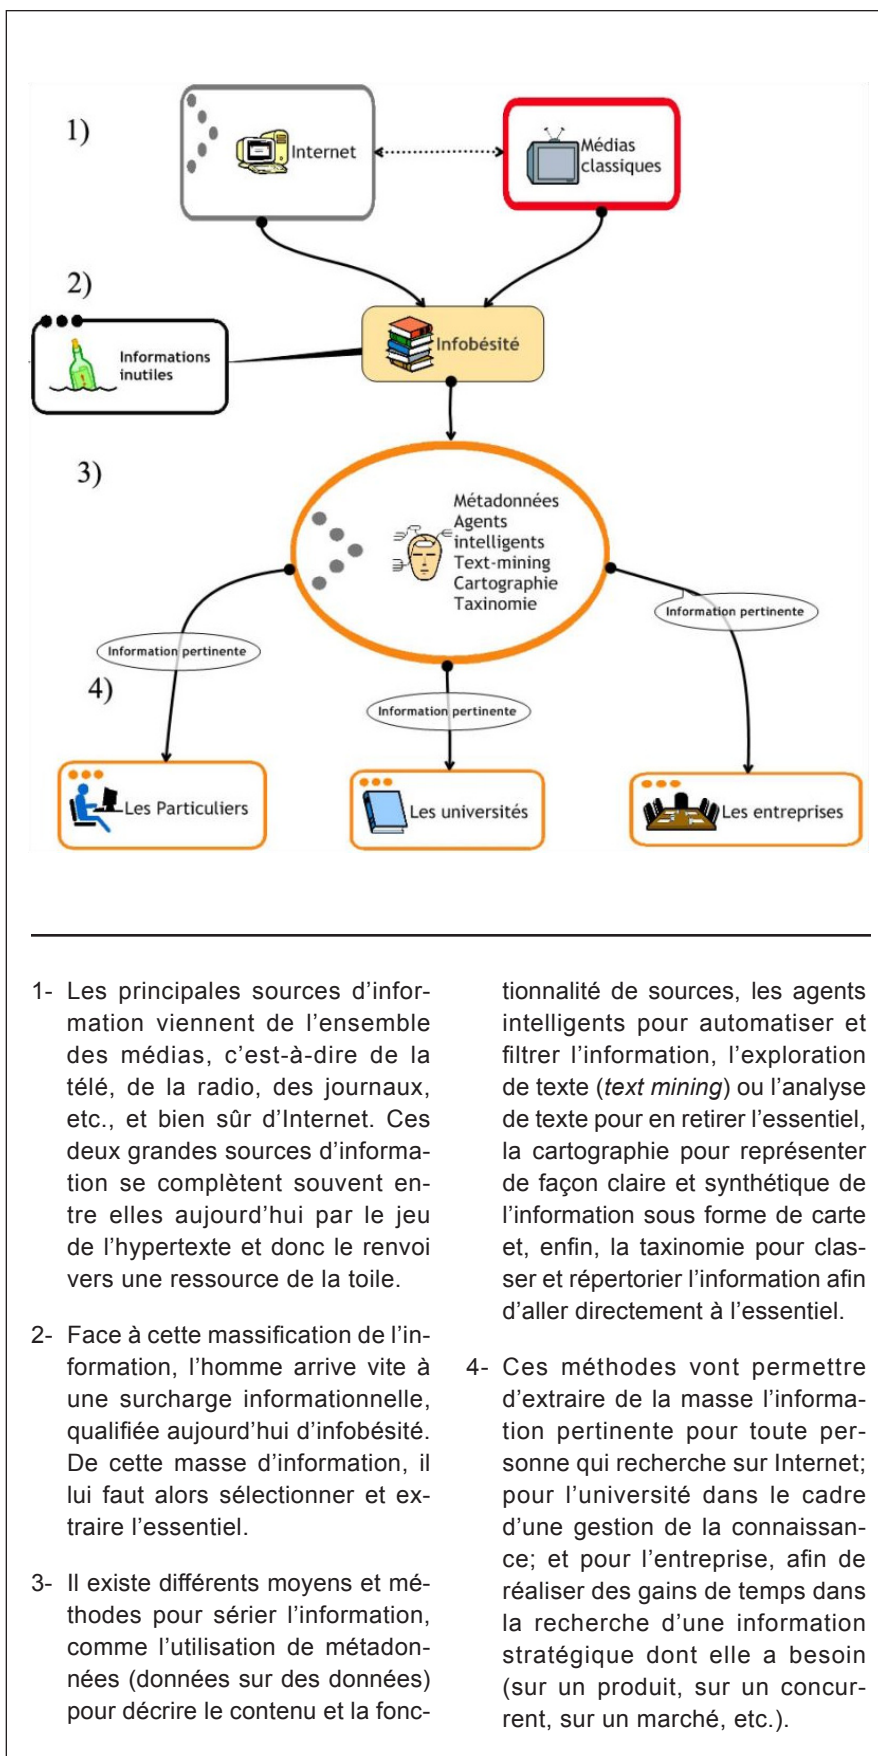 1)
Internet
Médias
classiques
2)
Informations
inutiles
Infobésité
3)
Métadonnées
Agents
intelligents
Text-mining
Cartographie
Taxinomie
Information pertinente
Information pertinente
4)
Information pertinente
Les Particuliers
Les universités
Les entreprises
1- Les principales sources d’infor-
mation viennent de l’ensemble
des médias, c’est-à-dire de la
télé, de la radio, des journaux,
etc., et bien sûr d’Internet. Ces
deux grandes sources d’informa-
tion se complètent souvent en-
tre elles aujourd’hui par le jeu
de l’hypertexte et donc le renvoi
vers une ressource de la toile.
2- Face à cette massification de l’in-
formation, l’homme arrive vite à
une surcharge informationnelle,
qualifiée aujourd’hui d’infobésité.
De cette masse d’information, il
lui faut alors sélectionner et ex-
traire l’essentiel.
3- Il existe différents moyens et mé-
thodes pour sérier l’information,
comme l’utilisation de métadon-
nées (données sur des données)
pour décrire le contenu et la fonc-
tionnalité de sources, les agents
intelligents pour automatiser et
filtrer l’information, l’exploration
de texte (text mining) ou l’analyse
de texte pour en retirer l’essentiel,
la cartographie pour représenter
de façon claire et synthétique de
l’information sous forme de carte
et, enfin, la taxinomie pour clas-
ser et répertorier l’information afin
d’aller directement à l’essentiel.
4- Ces méthodes vont permettre
d’extraire de la masse l’informa-
tion pertinente pour toute per-
sonne qui recherche sur Internet;
pour l’université dans le cadre
d’une gestion de la connaissan-
ce; et pour l’entreprise, afin de
réaliser des gains de temps dans
la recherche d’une information
stratégique dont elle a besoin
(sur un produit, sur un concur-
rent, sur un marché, etc.).